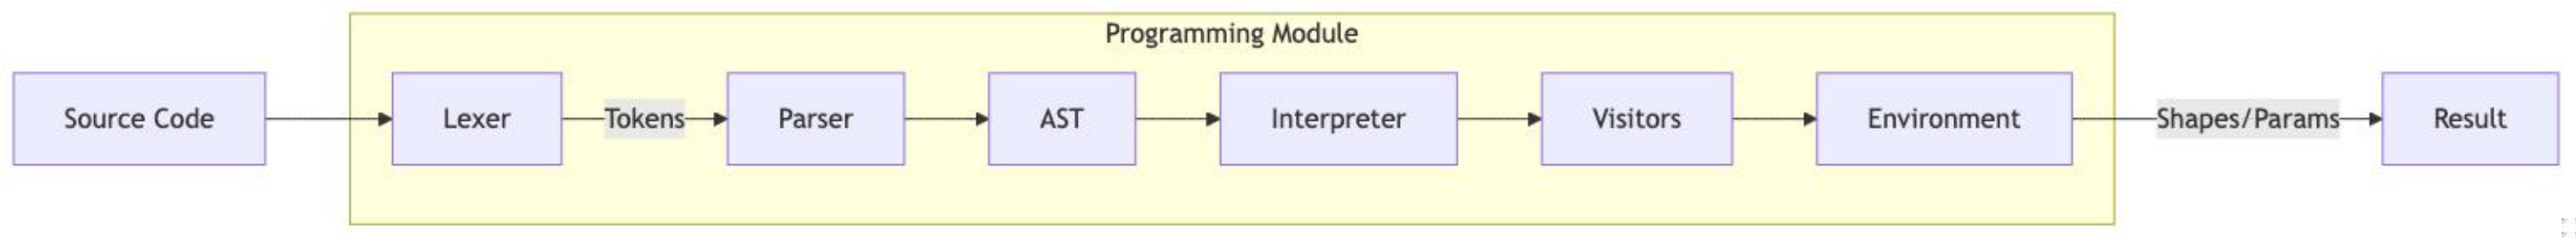 Programming Module
Source Code
Lexer
Tokens
Parser
AST
Interpreter
Visitors
Environment
Shapes/Params
Result